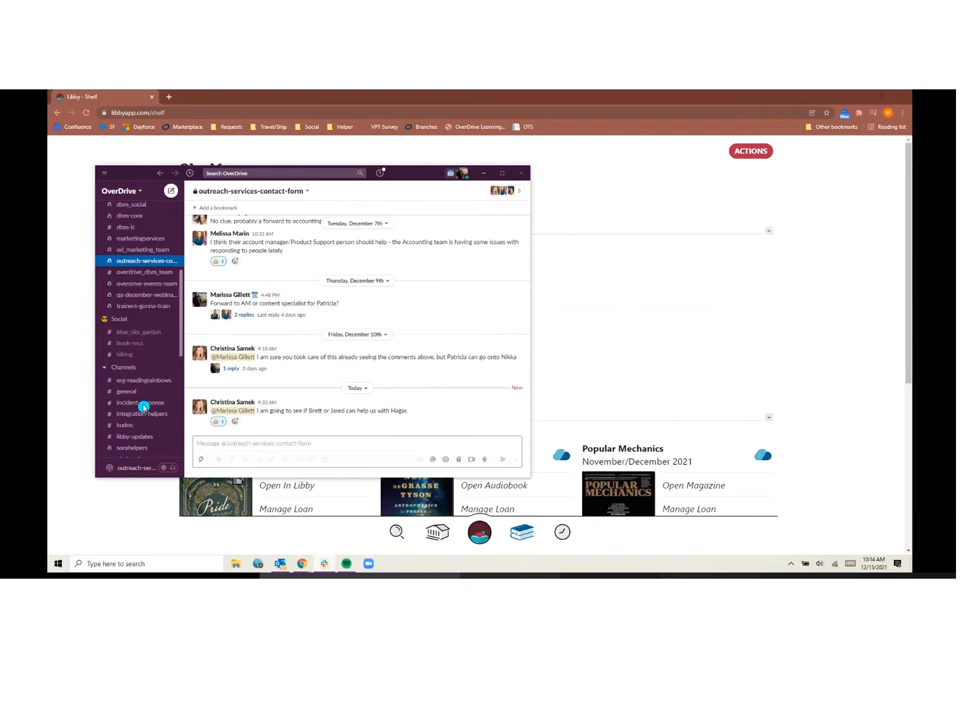 Libby - Shelf
libbyapp.com/shelf
Confluence SF Dayforce Marketplace Requests Travel/Ship Social Helper VPT Survey Branches OverDrive Learning... OTS Other bookmarks Reading list
ACTIONS
Search OverDrive
OverDrive
outreach-services-contact-form
Add a bookmark
dbm_social
dbm-core
dbm-it
marketingservices
od_marketing_team
outreach-services-co...
overdrive_dbm_team
overdrive-events-team
qa-december-webina...
trainers-gonna-train
Social
blue_sky_garden
book-recs
hiking
Channels
erg-readingrainbows
general
incident-response
integration-helpers
kudos
libby-updates
outreach-ser...
No clue, probably a forward to accounting
Tuesday, December 7th
Melissa Marin 10:32 AM
I think their account manager/Product Support person should help - the Accounting team is having some issues with
responding to people lately
1
Thursday, December 9th
Marissa Gillett 4:48 PM
Forward to AM or content specialist for Patricia?
2 replies Last reply 4 days ago
Friday, December 10th
Christina Samek 9:18 AM
@Marissa Gillett I am sure you took care of this already seeing the comments above, but Patricia can go onto Nikka
1 reply 3 days ago
Today
New
Christina Samek 9:33 AM
@Marissa Gillett I am going to see if Brett or Jared can help us with Hagar.
1
Message outreach-services-contact-form
Popular Mechanics
November/December 2021
Pride
Open In Libby
Manage Loan
DEGRASSE
TYSON
Open Audiobook
Manage Loan
POPULAR
MECHANICS
Open Magazine
Manage Loan
Type here to search
10:14 AM
12/13/2021